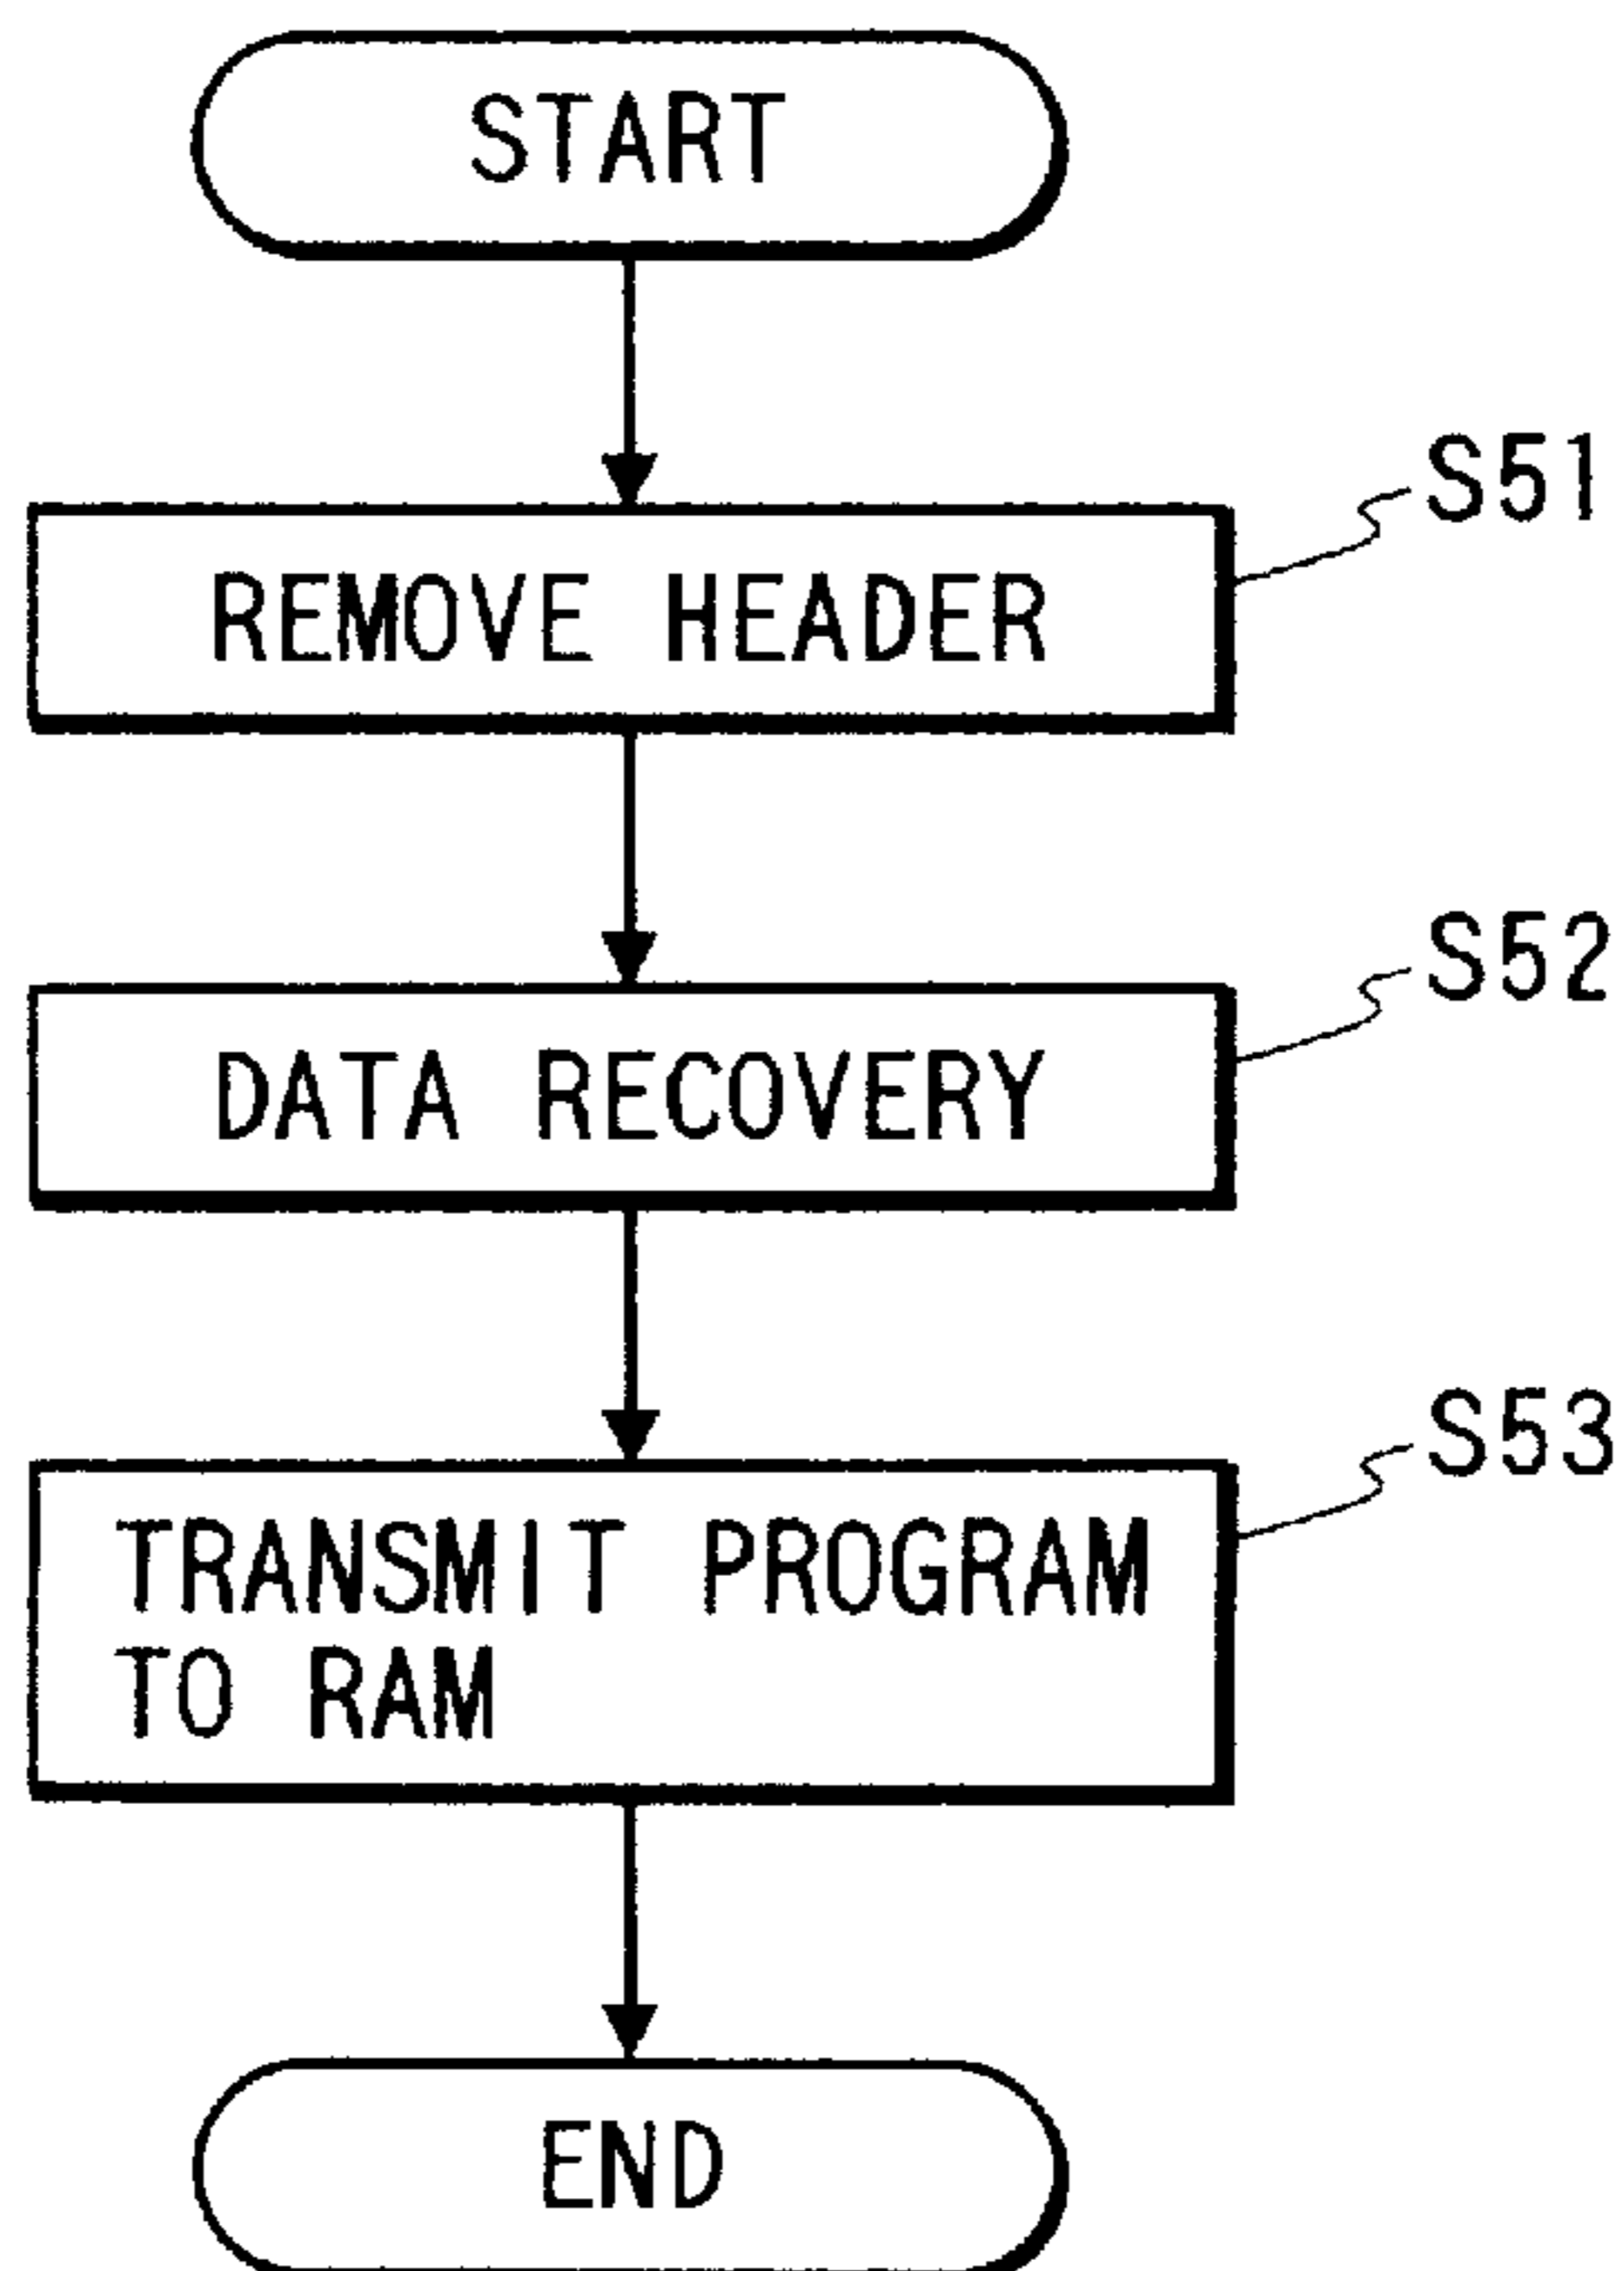 START
S51
REMOVE HEADER
S52
DATA RECOVERY
S53
TRANSMIT PROGRAM
TO RAM
END